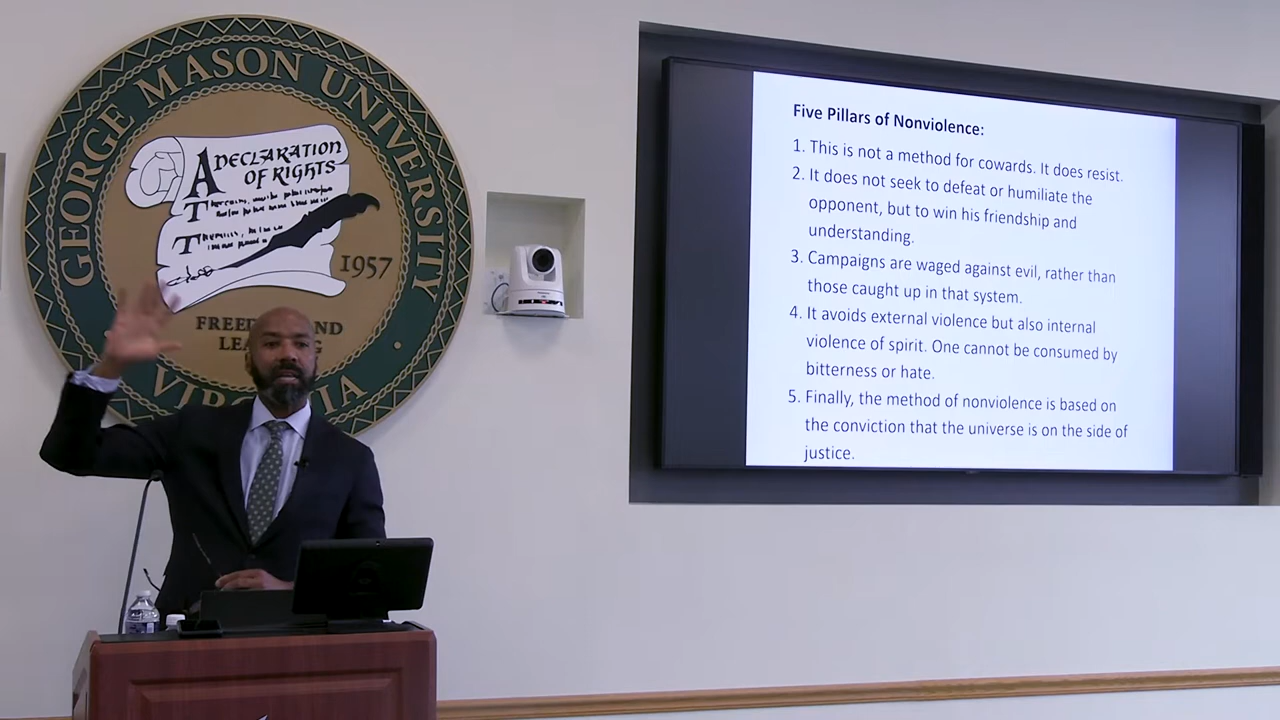 GEORGE MASON UNIVERSITY
A DECLARATION
OF RIGHTS
1957
VIRGINIA
Five Pillars of Nonviolence:
1. This is not a method for cowards. It does resist.
2. It does not seek to defeat or humiliate the
opponent, but to win his friendship and
understanding.
3. Campaigns are waged against evil, rather than
those caught up in that system.
4. It avoids external violence but also internal
violence of spirit. One cannot be consumed by
bitterness or hate.
5. Finally, the method of nonviolence is based on
the conviction that the universe is on the side of
justice.